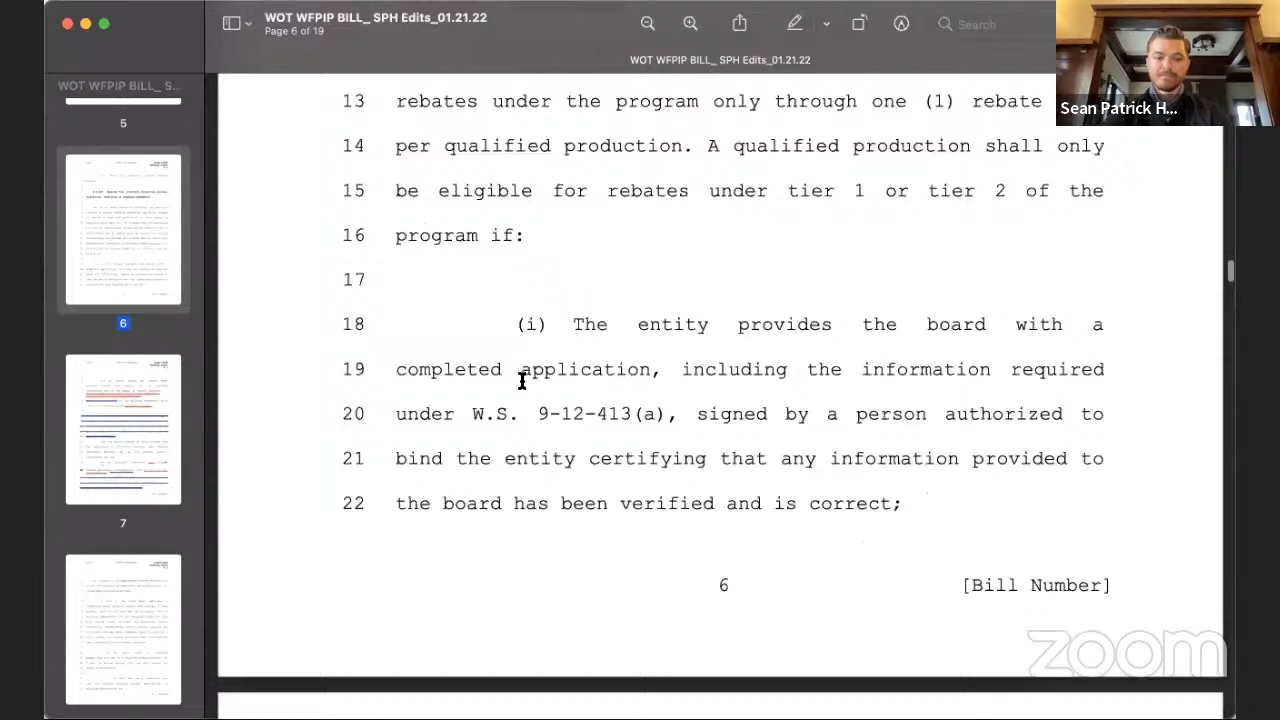 WOT WFPIP BILL_ SPH Edits_01.21.22
Page 6 of 19
Search
WOT WFPIP BILL_ SPH Edits_01.21.22
WOT WFPIP BILL_ S...
5
6
7
Sean Patrick H...
13 rebates under the program only through one (1) rebate
14 per qualified production. A qualified production shall only
15 be eligible for rebates under tier 1 or tier 2 of the
16 program if:
17
18 (i) The entity provides the board with a
19 completed application, including the information required
20 under W.S. 9-12-413(a), signed by a person authorized to
21 bind the entity certifying that any information provided to
22 the board has been verified and is correct;
6 [Bill Number]
zoom